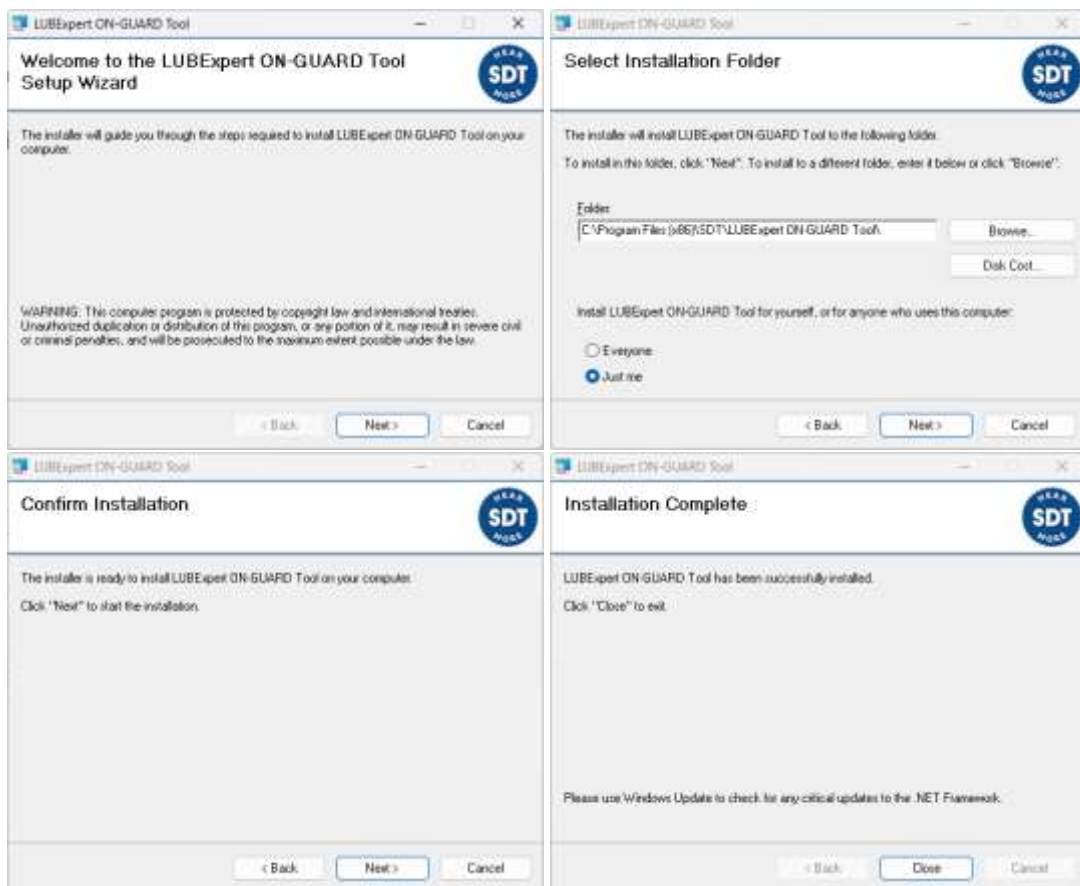 LUBExpert ON-GUARD Tool
Welcome to the LUBExpert ON-GUARD Tool
Setup Wizard
HEAR
SDT
MORE
The installer will guide you through the steps required to install LUBExpert ON-GUARD Tool on your
computer.
WARNING: This computer program is protected by copyright law and international treaties.
Unauthorized duplication or distribution of this program, or any portion of it, may result in severe civil
or criminal penalties, and will be prosecuted to the maximum extent possible under the law.
< Back
Next >
Cancel
LUBExpert ON-GUARD Tool
Select Installation Folder
HEAR
SDT
MORE
The installer will install LUBExpert ON-GUARD Tool to the following folder.
To install in this folder, click "Next". To install to a different folder, enter it below or click "Browse".
Folder:
C:\Program Files (x86)\SDT\LUBExpert ON-GUARD Tool\
Browse...
Disk Cost...
Install LUBExpert ON-GUARD Tool for yourself, or for anyone who uses this computer:
Everyone
Just me
< Back
Next >
Cancel
LUBExpert ON-GUARD Tool
Confirm Installation
HEAR
SDT
MORE
The installer is ready to install LUBExpert ON-GUARD Tool on your computer.
Click "Next" to start the installation.
< Back
Next >
Cancel
LUBExpert ON-GUARD Tool
Installation Complete
HEAR
SDT
MORE
LUBExpert ON-GUARD Tool has been successfully installed.
Click "Close" to exit.
Please use Windows Update to check for any critical updates to the .NET Framework.
< Back
Close
Cancel